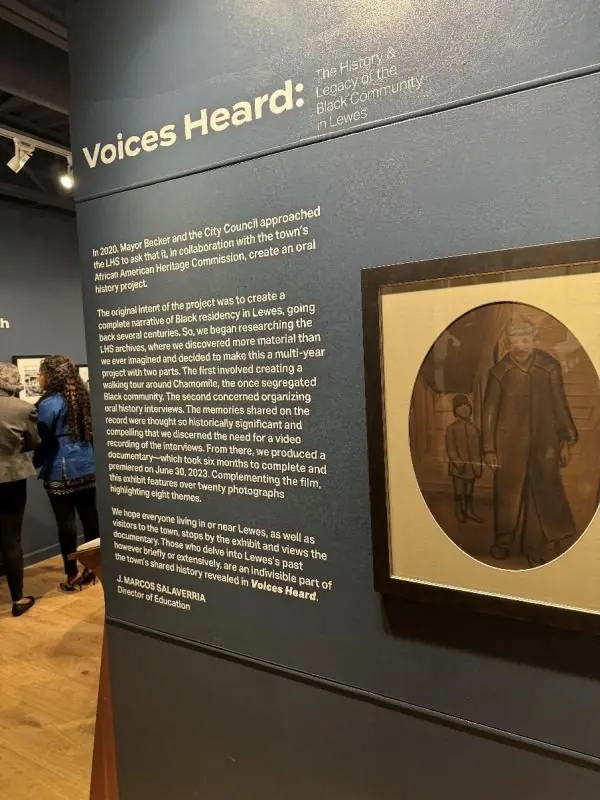 Voices Heard:
The History &
Legacy of the
Black Community
in Lewes
In 2020, Mayor Becker and the City Council approached
the LHS to ask that it, in collaboration with the town's
African American Heritage Commission, create an oral
history project.
The original intent of the project was to create a
complete narrative of Black residency in Lewes, going
back several centuries. So, we began researching the
LHS archives, where we discovered more material than
we ever imagined and decided to make this a multi-year
project with two parts. The first involved creating a
walking tour around Chamomile, the once segregated
Black community. The second concerned organizing
oral history interviews. The memories shared on the
record were thought so historically significant and
compelling that we discerned the need for a video
recording of the interviews. From there, we produced a
documentary—which took six months to complete and
premiered on June 30, 2023. Complementing the film,
this exhibit features over twenty photographs
highlighting eight themes.
We hope everyone living in or near Lewes, as well as
visitors to the town, stops by the exhibit and views the
documentary. Those who delve into Lewes's past
however briefly or extensively, are an indivisible part of
the town's shared history revealed in Voices Heard.
J. MARCOS SALAVERRIA
Director of Education